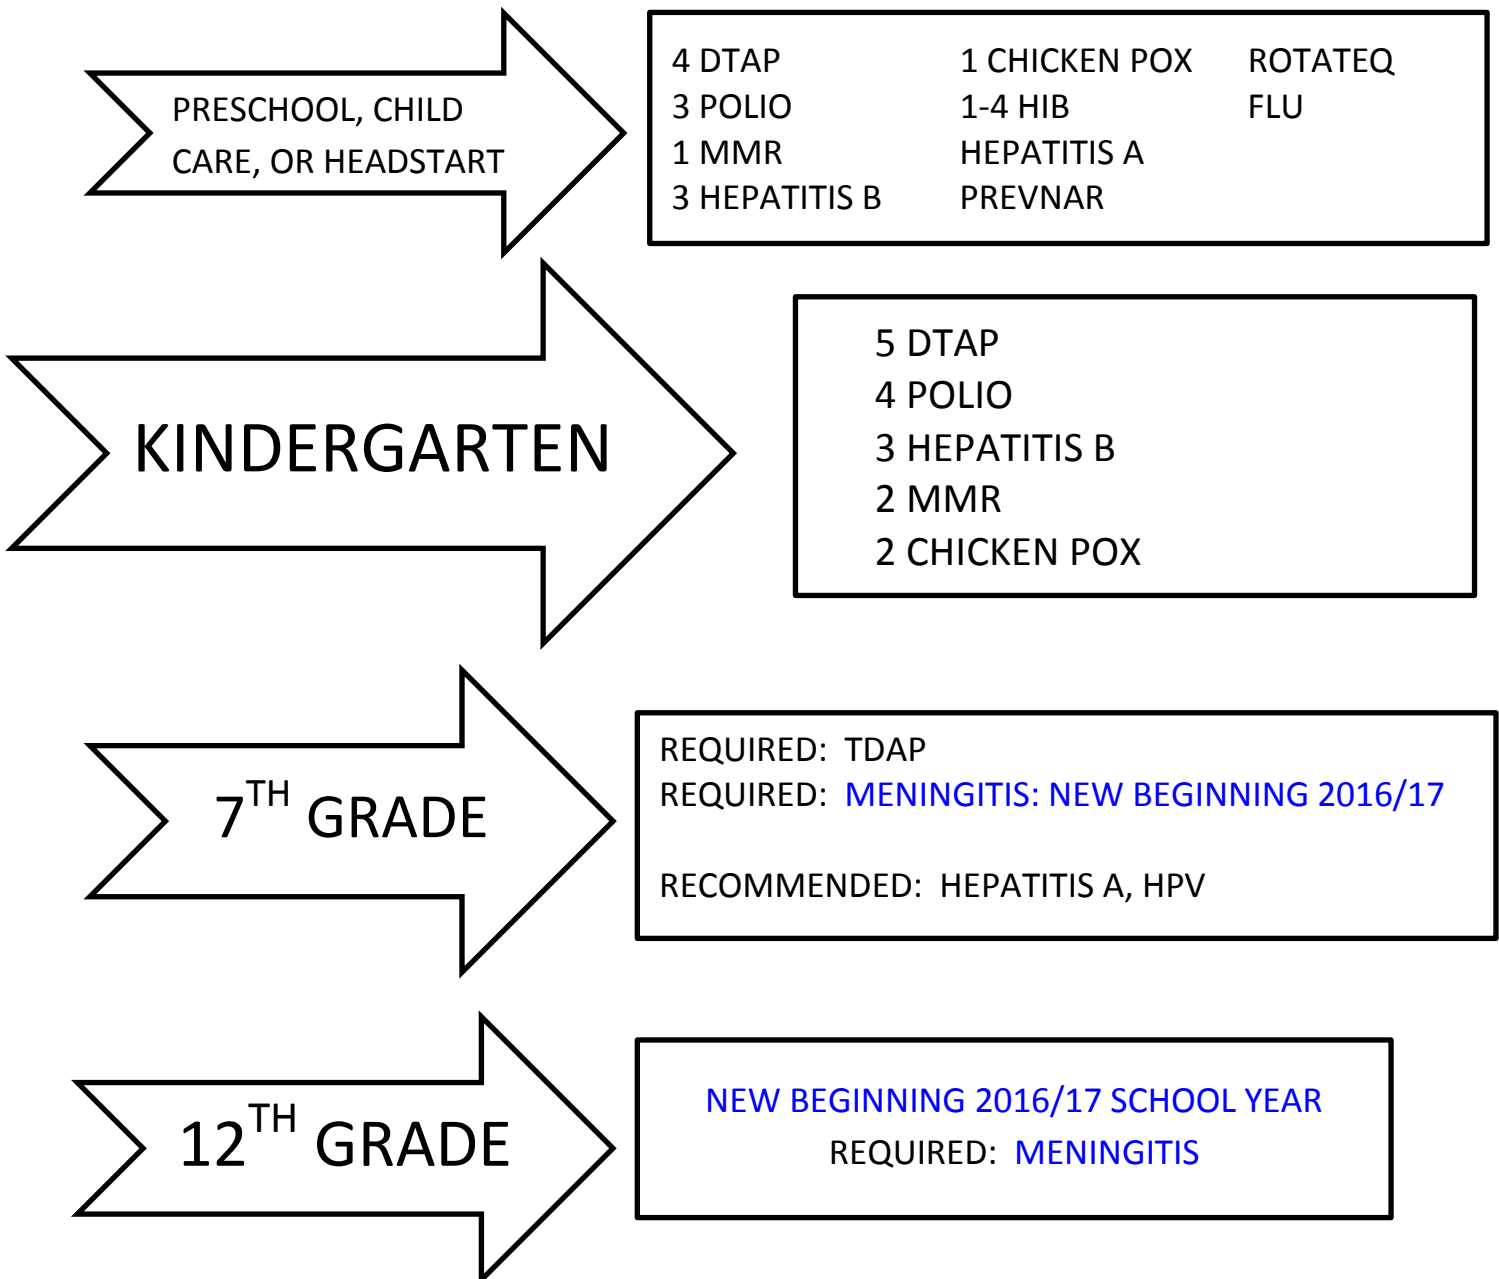 PRESCHOOL, CHILD
CARE, OR HEADSTART
4 DTAP 1 CHICKEN POX ROTATEQ
3 POLIO 1-4 HIB FLU
1 MMR HEPATITIS A
3 HEPATITIS B PREVNAR
KINDERGARTEN
5 DTAP
4 POLIO
3 HEPATITIS B
2 MMR
2 CHICKEN POX
7TH GRADE
REQUIRED: TDAP
REQUIRED: MENINGITIS: NEW BEGINNING 2016/17
RECOMMENDED: HEPATITIS A, HPV
12TH GRADE
NEW BEGINNING 2016/17 SCHOOL YEAR
REQUIRED: MENINGITIS